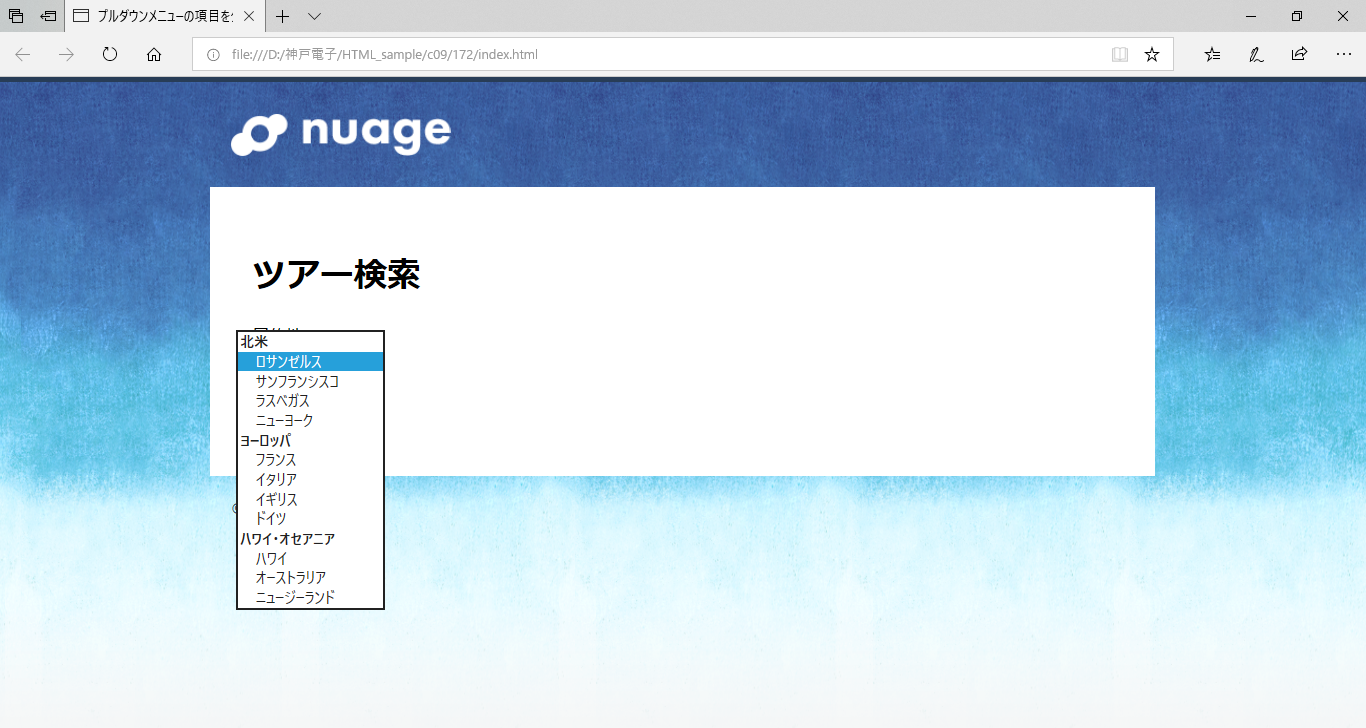 プルダウンメニューの項目を
file:///D:/神戸電子/HTML_sample/c09/172/index.html
nuage
ツアー検索
北米
ロサンゼルス
サンフランシスコ
ラスベガス
ニューヨーク
ヨーロッパ
フランス
イタリア
イギリス
ドイツ
ハワイ・オセアニア
ハワイ
オーストラリア
ニュージーランド